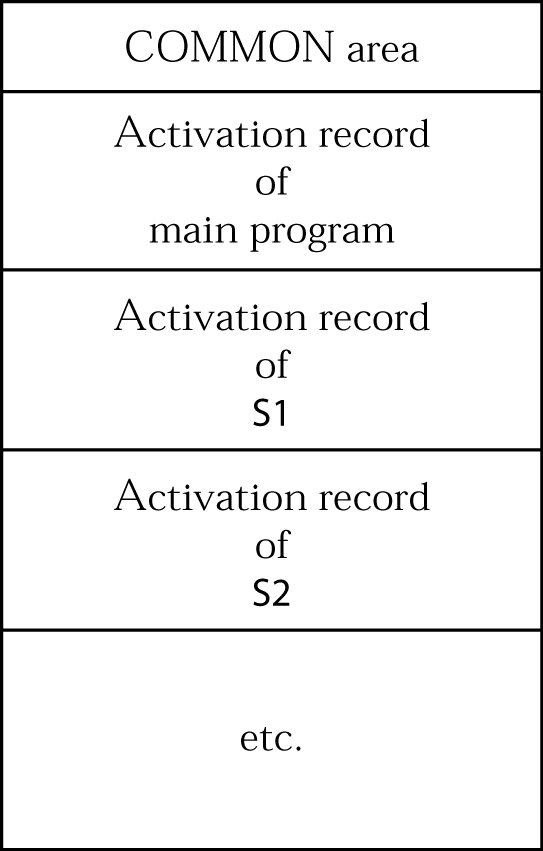 COMMON area
Activation record
of
main program
Activation record
of
S1
Activation record
of
S2
etc.